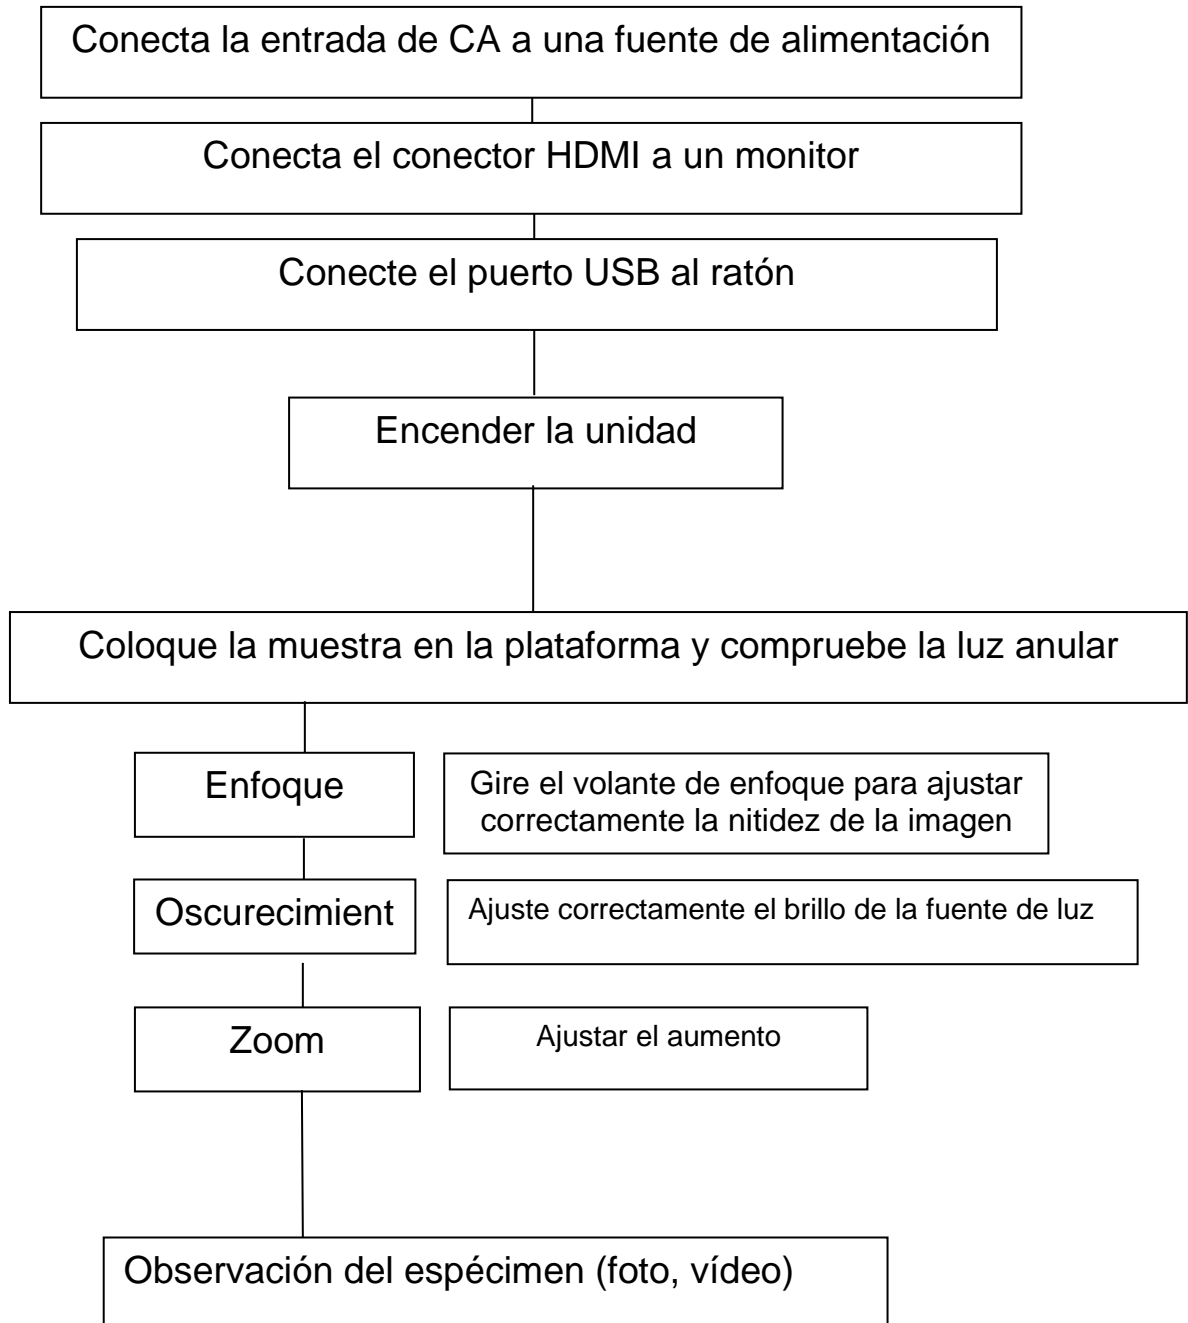 Conecta la entrada de CA a una fuente de alimentación
Conecta el conector HDMI a un monitor
Conecte el puerto USB al ratón
Encender la unidad
Coloque la muestra en la plataforma y compruebe la luz anular
Enfoque
Gire el volante de enfoque para ajustar
correctamente la nitidez de la imagen
Oscurecimient
Ajuste correctamente el brillo de la fuente de luz
Zoom
Ajustar el aumento
Observación del espécimen (foto, vídeo)